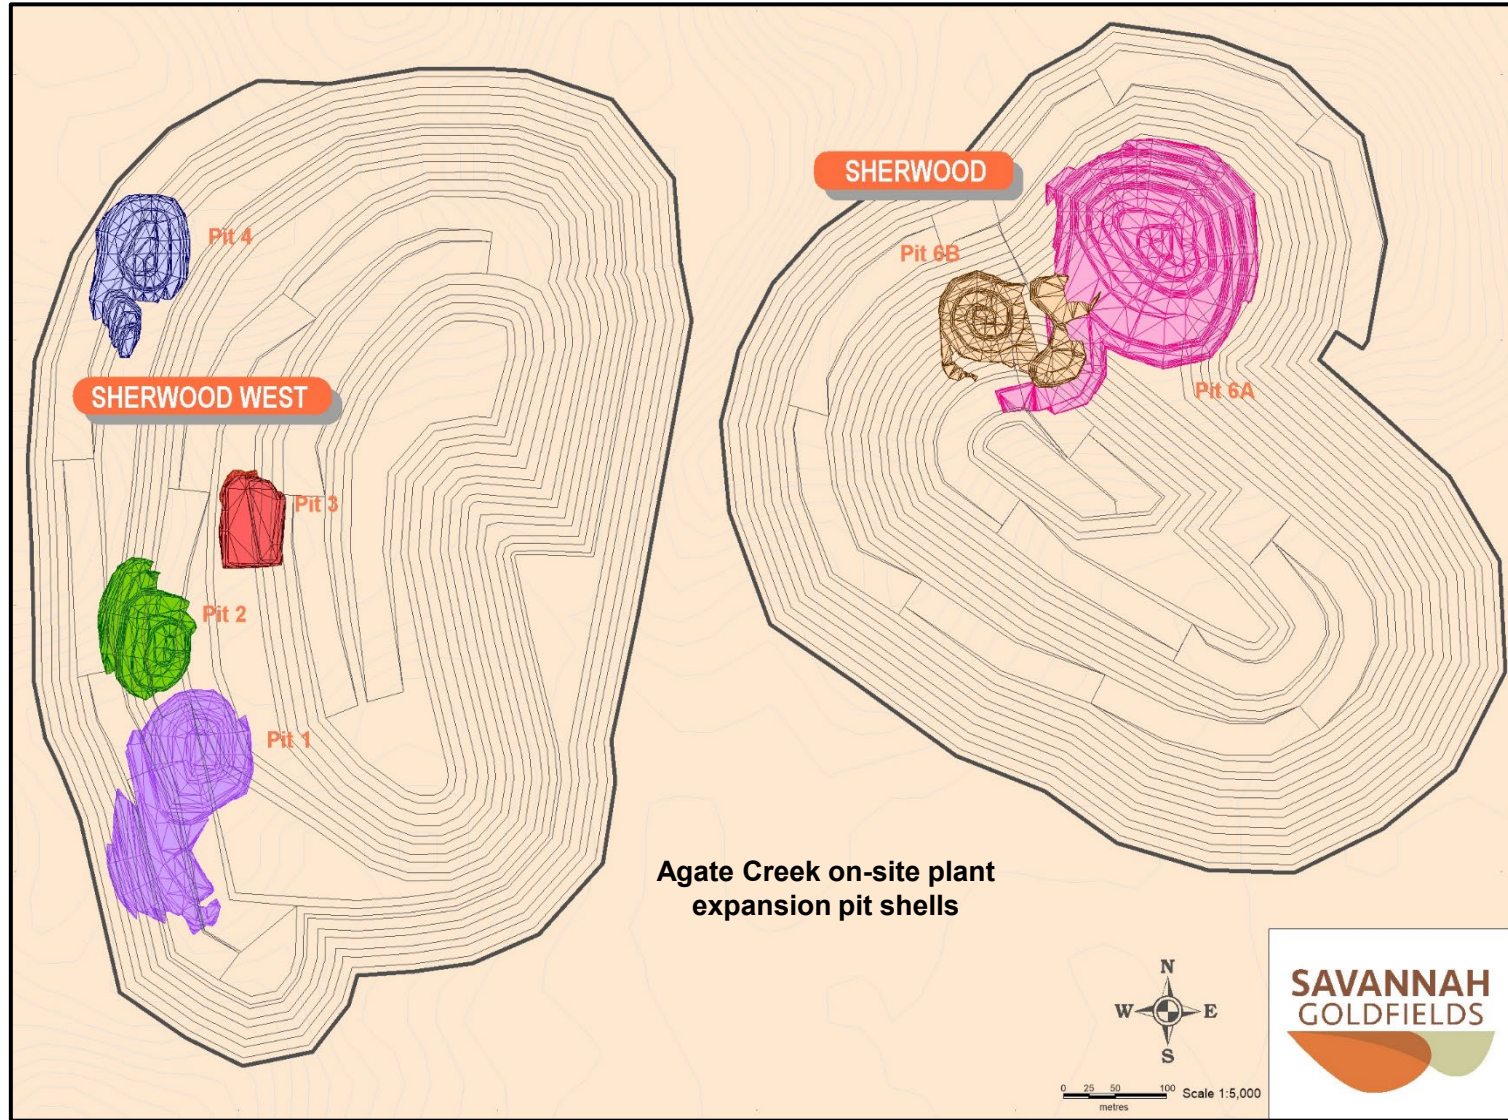 SHERWOOD
Pit 4
Pit 6B
Pit 6A
SHERWOOD WEST
Pit 3
Pit 2
Pit 1
Agate Creek on-site plant
expansion pit shells
N
W E
S
0 25 50 100 Scale 1:5,000
metres
SAVANNAH
GOLDFIELDS